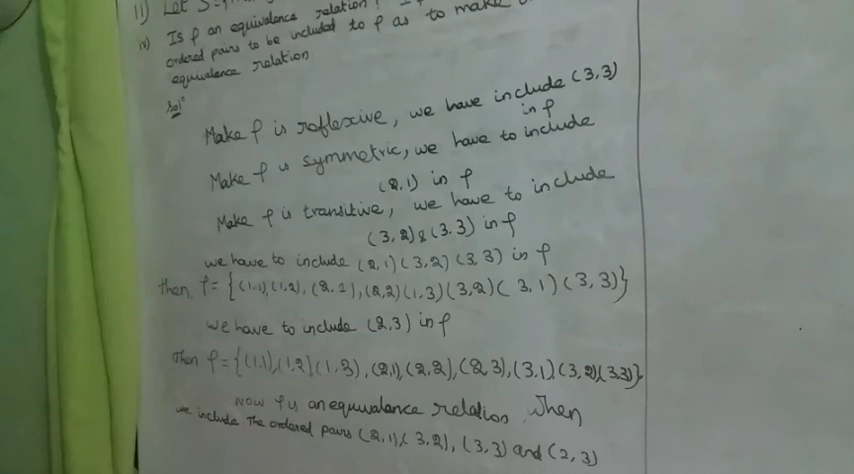 11) Let S =
iv) Is ρ an equivalence relation?
ordered pairs to be included to ρ as to make
equivalence relation
Sol
Make ρ is reflexive, we have include (3,3)
in ρ
Make ρ is symmetric, we have to include
(2,1) in ρ
Make ρ is transitive, we have to include
(3,2) & (3.3) in ρ
we have to include (2,1) (3,2) (3,3) in ρ
then, ρ = {(1,1), (1,2), (2,1), (2,2) (1,3) (3,2) (3,1) (3,3)}
we have to include (2,3) in ρ
Then ρ = {(1,1), (1,2) (1,3), (2,1), (2,2), (2,3), (3,1) (3,2) (3,3)}
Now ρ is an equivalence relation When
we include The ordered pairs (2,1), (3,2), (3,3) and (2,3)